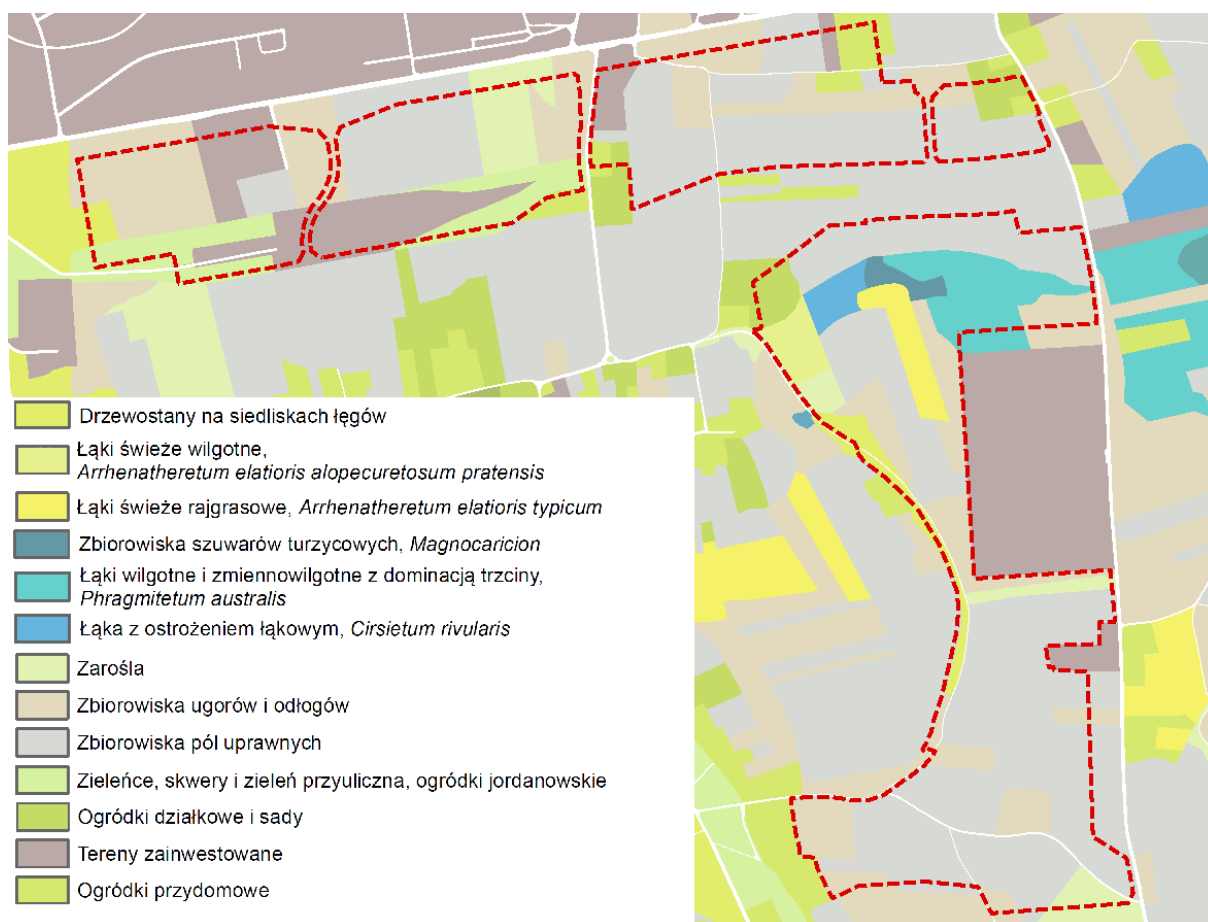 Drzewostany na siedliskach łęgów
Łąki świeże wilgotne,
Arrhenatheretum elatioris alopecuretosum pratensis
Łąki świeże rajgrasowe, Arrhenatheretum elatioris typicum
Zbiorowiska szuwarów turzycowych, Magnocaricion
Łąki wilgotne i zmiennowilgotne z dominacją trzciny,
Phragmitetum australis
Łąka z ostrożeniem łąkowym, Cirsietum rivularis
Zarośla
Zbiorowiska ugorów i odłogów
Zbiorowiska pól uprawnych
Zieleńce, skwery i zieleń przyuliczna, ogródki jordanowskie
Ogródki działkowe i sady
Tereny zainwestowane
Ogródki przydomowe